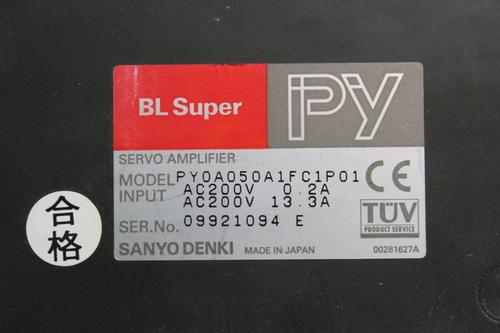 BL Super
PY
SERVO AMPLIFIER
MODEL PY0A050A1FC1P01
INPUT AC200V 0.2A
AC200V 13.3A
SER.No. 09921094 E
SANYO DENKI MADE IN JAPAN
CE
TÜV
PRODUCT SERVICE
00281627A
合格